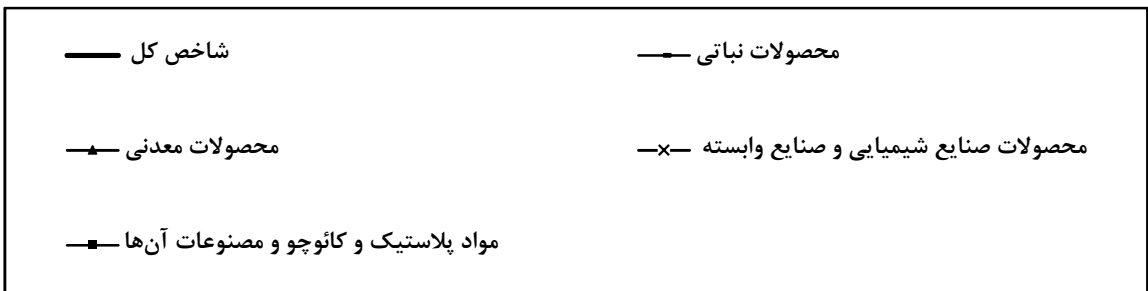 شاخص کل
محصولات نباتی
محصولات معدنی
محصولات صنایع شیمیایی و صنایع وابسته
مواد پلاستیک و کائوچو و مصنوعات آن‌ها